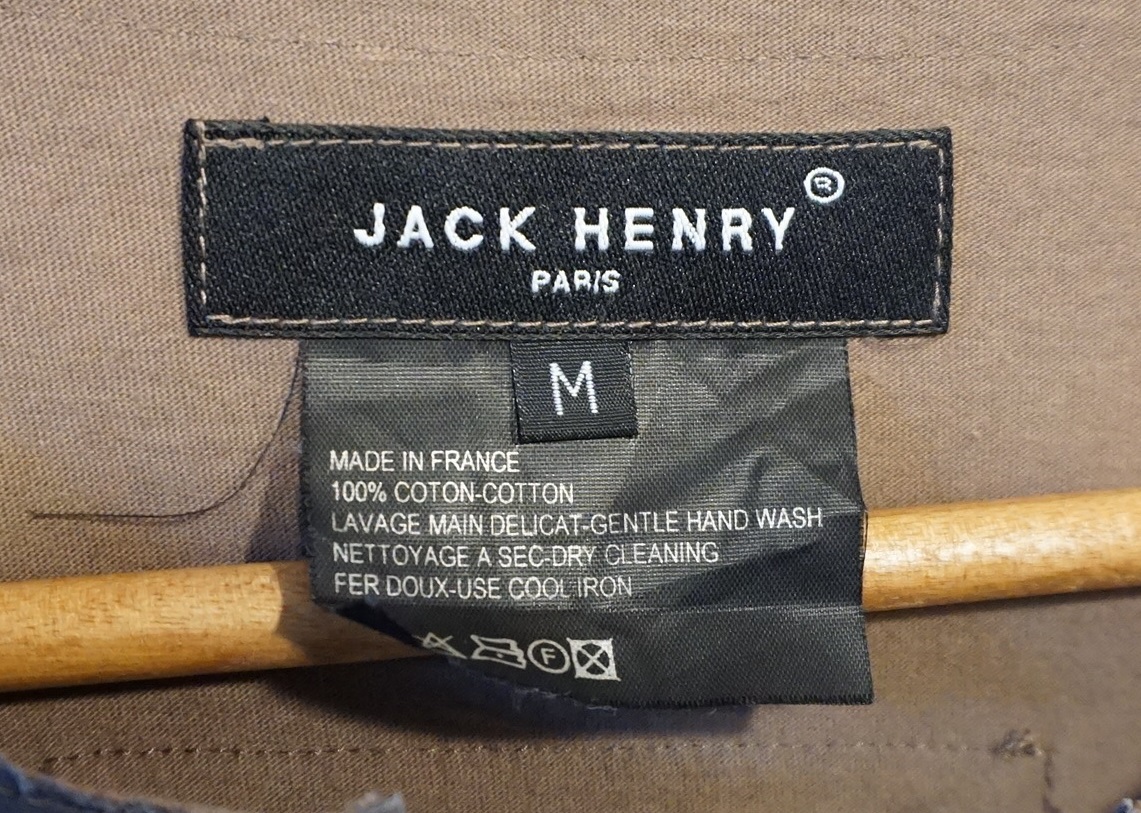 JACK HENRY ®
PARIS
M
MADE IN FRANCE
100% COTON-COTTON
LAVAGE MAIN DELICAT-GENTLE HAND WASH
NETTOYAGE A SEC-DRY CLEANING
FER DOUX-USE COOL IRON
F